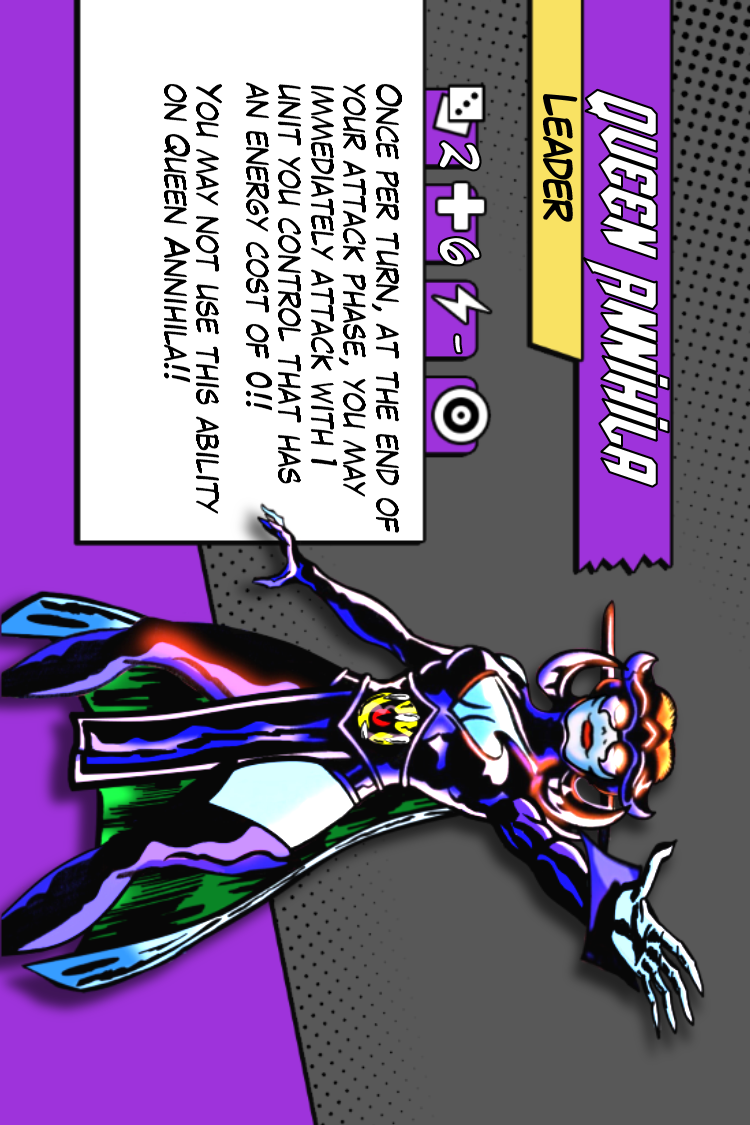 QUEEN ANNIHILA
LEADER
2 6 -
ONCE PER TURN, AT THE END OF
YOUR ATTACK PHASE, YOU MAY
IMMEDIATELY ATTACK WITH 1
UNIT YOU CONTROL THAT HAS
AN ENERGY COST OF 0!!
YOU MAY NOT USE THIS ABILITY
ON QUEEN ANNIHILA!!